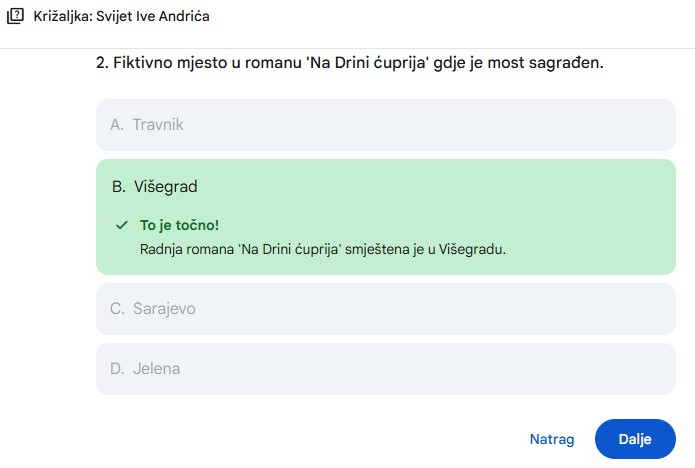 Križaljka: Svijet Ive Andrića
2. Fiktivno mjesto u romanu 'Na Drini ćuprija' gdje je most sagrađen.
A. Travnik
B. Višegrad
To je točno!
Radnja romana 'Na Drini ćuprija' smještena je u Višegradu.
C. Sarajevo
D. Jelena
Natrag
Dalje